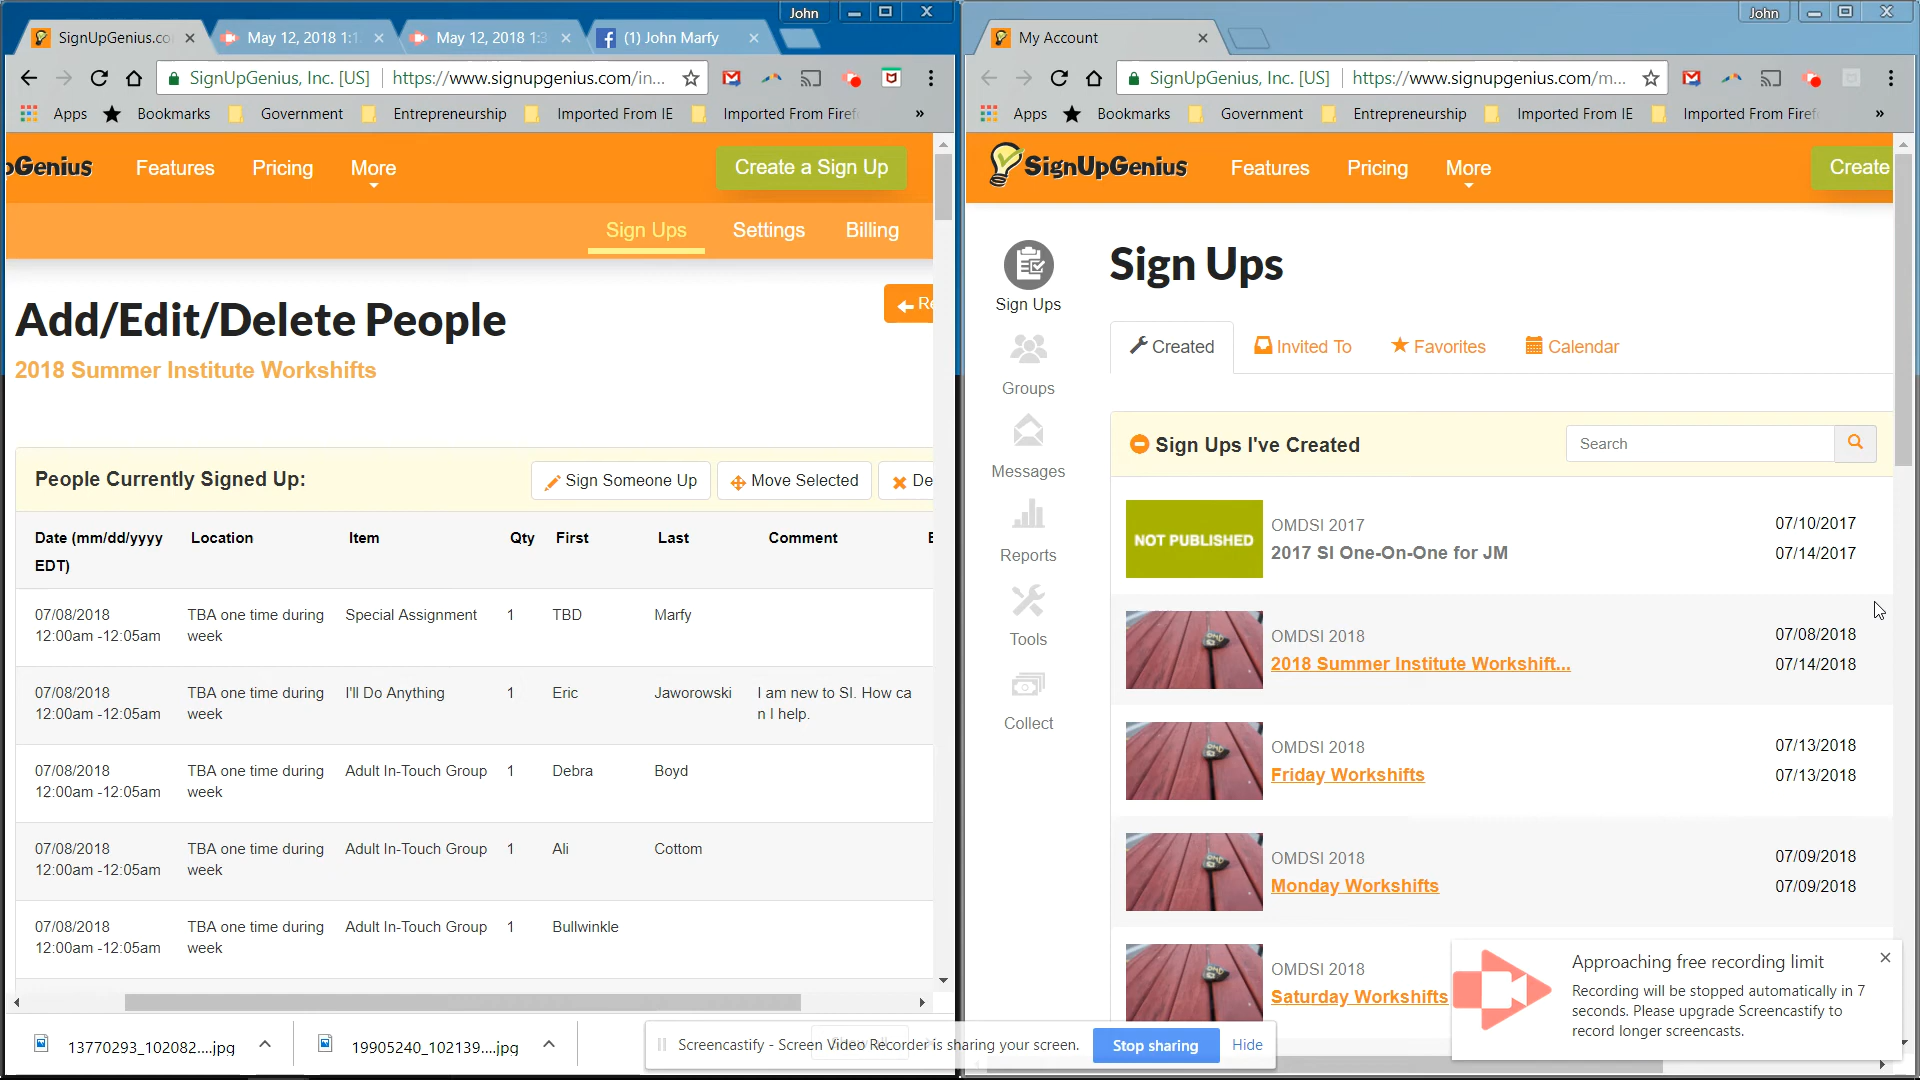 John
SignUpGenius.co
May 12, 2018 1:1
May 12, 2018 1:3
(1) John Marfy
SignUpGenius, Inc. [US]
https://www.signupgenius.com/in...
Apps
Bookmarks
Government
Entrepreneurship
Imported From IE
Imported From Firef
»
pGenius
Features
Pricing
More
Create a Sign Up
Sign Ups
Settings
Billing
Add/Edit/Delete People
Re
2018 Summer Institute Workshifts
People Currently Signed Up:
Sign Someone Up
Move Selected
De
Date (mm/dd/yyyy EDT)
Location
Item
Qty
First
Last
Comment
E
07/08/2018
12:00am -12:05am
TBA one time during
week
Special Assignment
1
TBD
Marfy
07/08/2018
12:00am -12:05am
TBA one time during
week
I'll Do Anything
1
Eric
Jaworowski
I am new to SI. How ca
n I help.
07/08/2018
12:00am -12:05am
TBA one time during
week
Adult In-Touch Group
1
Debra
Boyd
07/08/2018
12:00am -12:05am
TBA one time during
week
Adult In-Touch Group
1
Ali
Cottom
07/08/2018
12:00am -12:05am
TBA one time during
week
Adult In-Touch Group
1
Bullwinkle
13770293_102082....jpg
19905240_102139....jpg
Screencastify - Screen Video Recorder is sharing your screen.
Stop sharing
Hide
John
My Account
SignUpGenius, Inc. [US]
https://www.signupgenius.com/m...
Apps
Bookmarks
Government
Entrepreneurship
Imported From IE
Imported From Firef
»
SignUpGenius
Features
Pricing
More
Create
Sign Ups
Groups
Messages
Reports
Tools
Collect
Sign Ups
Created
Invited To
Favorites
Calendar
Sign Ups I've Created
Search
NOT PUBLISHED
OMDSI 2017
2017 SI One-On-One for JM
07/10/2017
07/14/2017
OMDSI 2018
2018 Summer Institute Workshift...
07/08/2018
07/14/2018
OMDSI 2018
Friday Workshifts
07/13/2018
07/13/2018
OMDSI 2018
Monday Workshifts
07/09/2018
07/09/2018
OMDSI 2018
Saturday Workshifts
Approaching free recording limit
Recording will be stopped automatically in 7
seconds. Please upgrade Screencastify to
record longer screencasts.